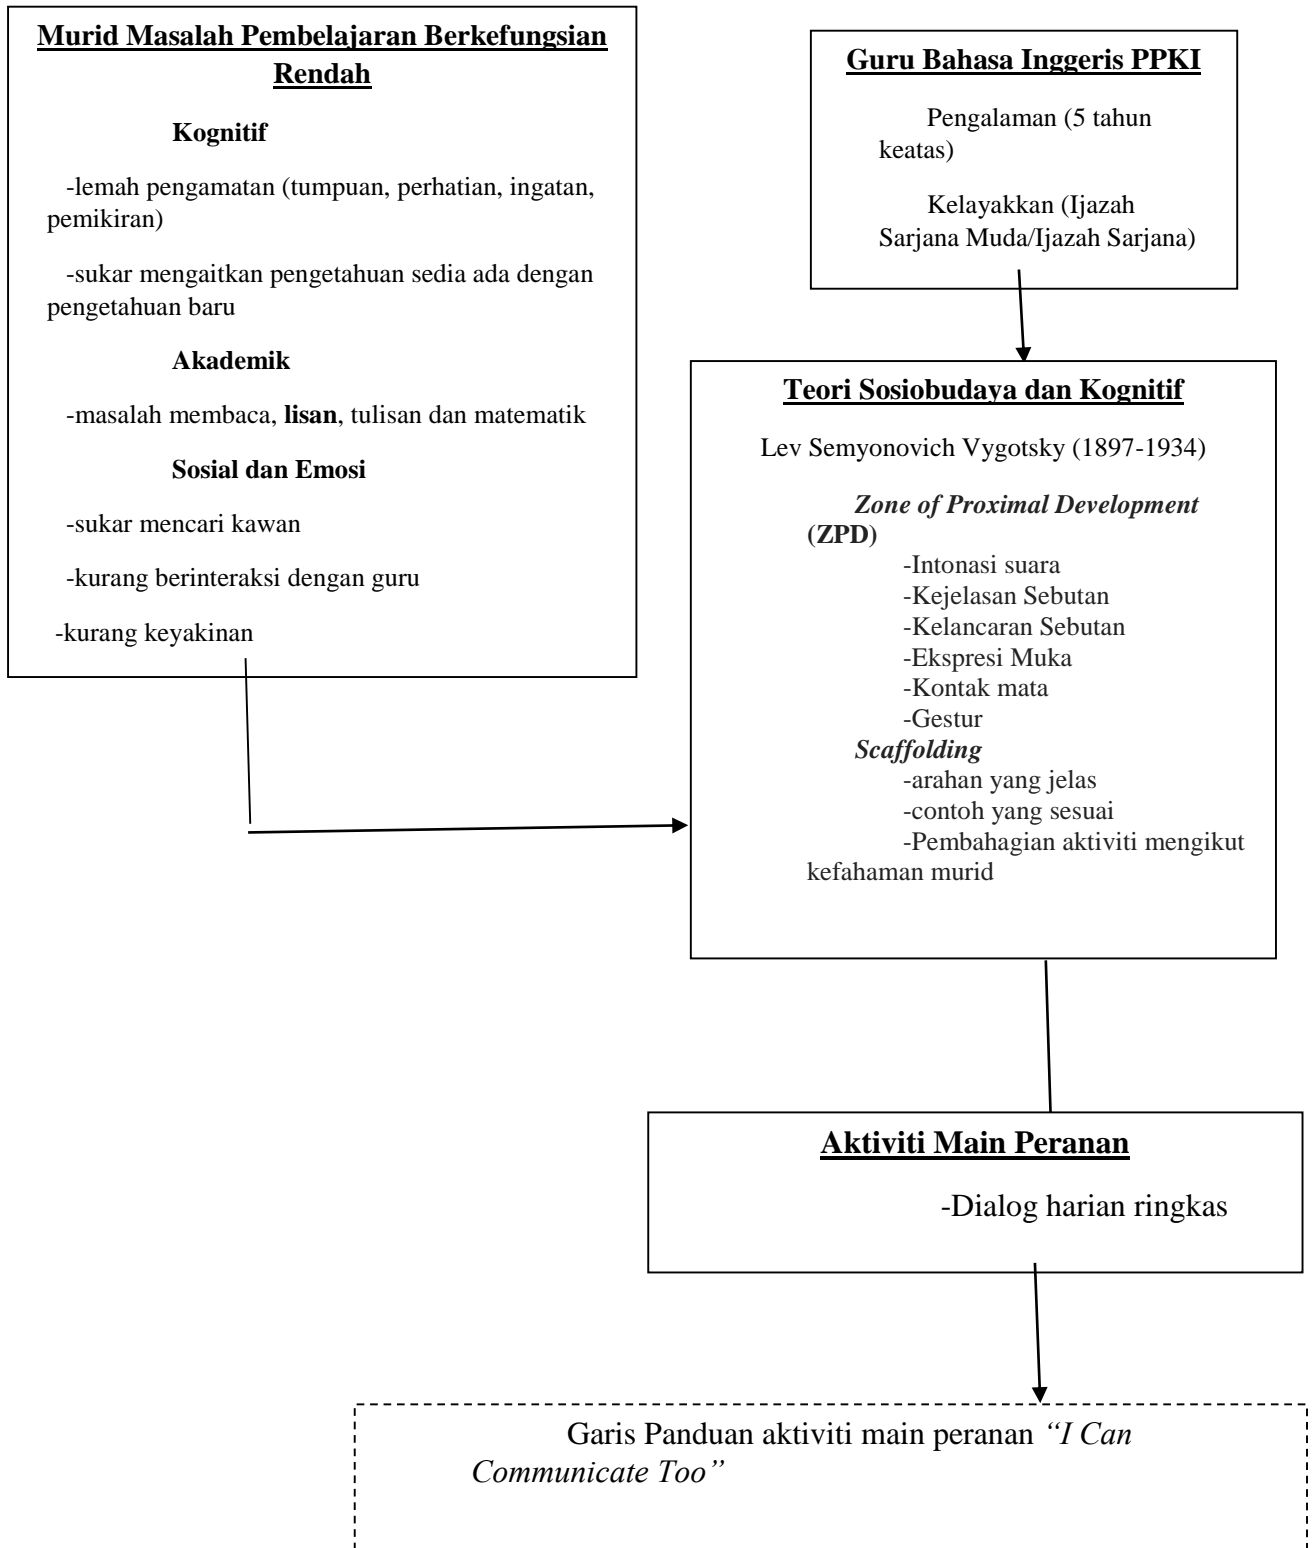 Murid Masalah Pembelajaran Berkefungsian
Rendah
Kognitif
-lemah pengamatan (tumpuan, perhatian, ingatan,
pemikiran)
-sukar mengaitkan pengetahuan sedia ada dengan
pengetahuan baru
Akademik
-masalah membaca, lisan, tulisan dan matematik
Sosial dan Emosi
-sukar mencari kawan
-kurang berinteraksi dengan guru
-kurang keyakinan
Guru Bahasa Inggeris PPKI
Pengalaman (5 tahun
keatas)
Kelayakkan (Ijazah
Sarjana Muda/Ijazah Sarjana)
Teori Sosiobudaya dan Kognitif
Lev Semyonovich Vygotsky (1897-1934)
Zone of Proximal Development
(ZPD)
-Intonasi suara
-Kejelasan Sebutan
-Kelancaran Sebutan
-Ekspresi Muka
-Kontak mata
-Gestur
Scaffolding
-arahan yang jelas
-contoh yang sesuai
-Pembahagian aktiviti mengikut
kefahaman murid
Aktiviti Main Peranan
-Dialog harian ringkas
Garis Panduan aktiviti main peranan “I Can
Communicate Too”